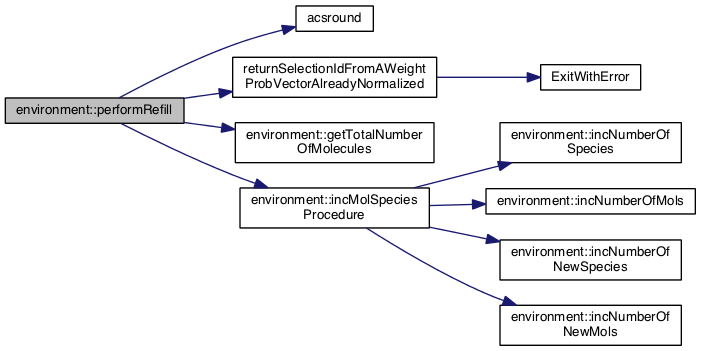 acsround
returnSelectionIdFromAWeight
ProbVectorAlreadyNormalized
ExitWithError
environment::performRefill
environment::getTotalNumber
OfMolecules
environment::incNumberOf
Species
environment::incMolSpecies
Procedure
environment::incNumberOfMols
environment::incNumberOf
NewSpecies
environment::incNumberOf
NewMols